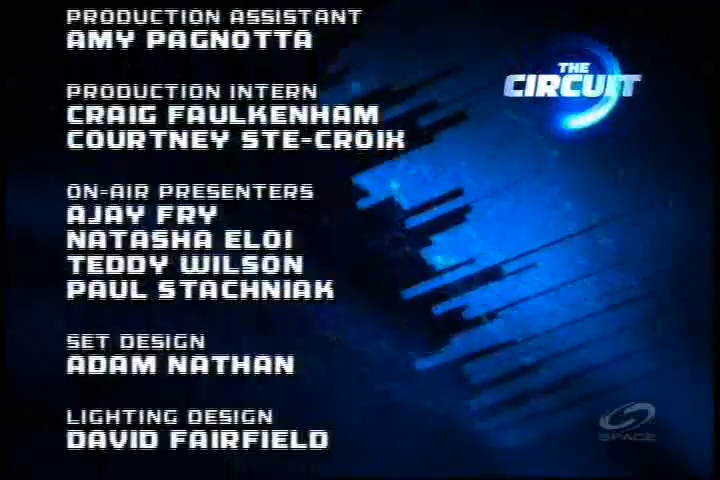 PRODUCTION ASSISTANT
AMY PAGNOTTA
PRODUCTION INTERN
CRAIG FAULKENHAM
COURTNEY STE-CROIX
ON-AIR PRESENTERS
AJAY FRY
NATASHA ELOI
TEDDY WILSON
PAUL STACHNIAK
SET DESIGN
ADAM NATHAN
LIGHTING DESIGN
DAVID FAIRFIELD
THE
CIRCUIT
SPACE